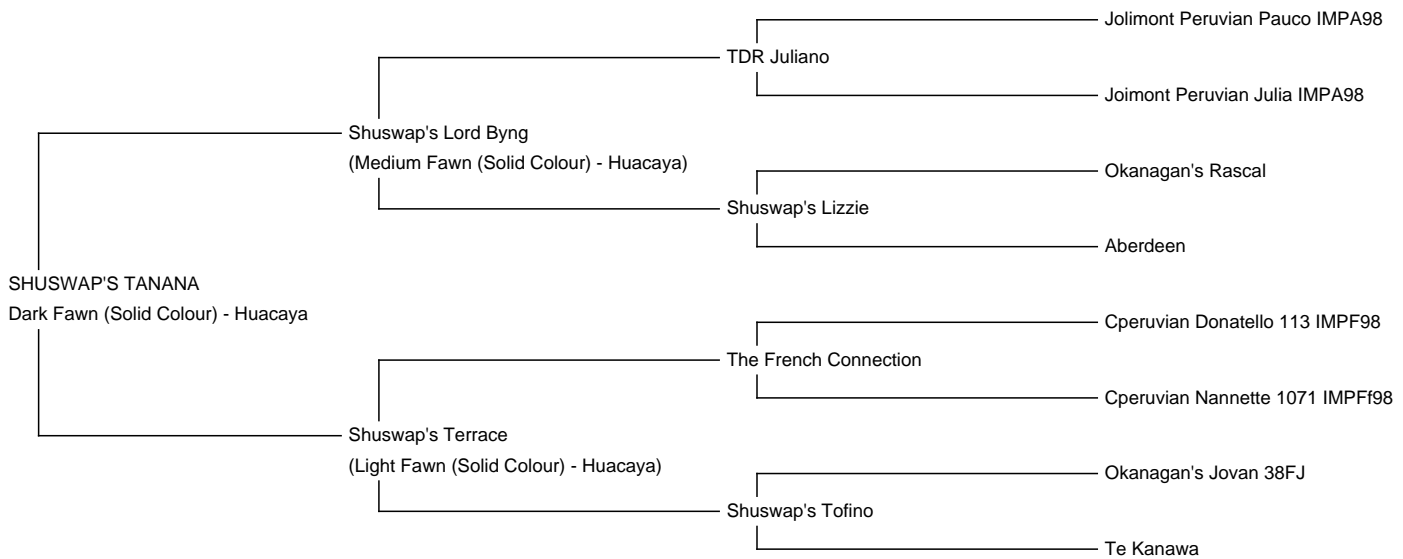 Jolimont Peruvian Pauco IMPA98
TDR Juliano
Joimont Peruvian Julia IMPA98
Shuswap's Lord Byng
(Medium Fawn (Solid Colour) - Huacaya)
Okanagan's Rascal
Shuswap's Lizzie
Aberdeen
SHUSWAP'S TANANA
Dark Fawn (Solid Colour) - Huacaya
Cperuvian Donatello 113 IMPF98
The French Connection
Cperuvian Nannette 1071 IMPFf98
Shuswap's Terrace
(Light Fawn (Solid Colour) - Huacaya)
Okanagan's Jovan 38FJ
Shuswap's Tofino
Te Kanawa